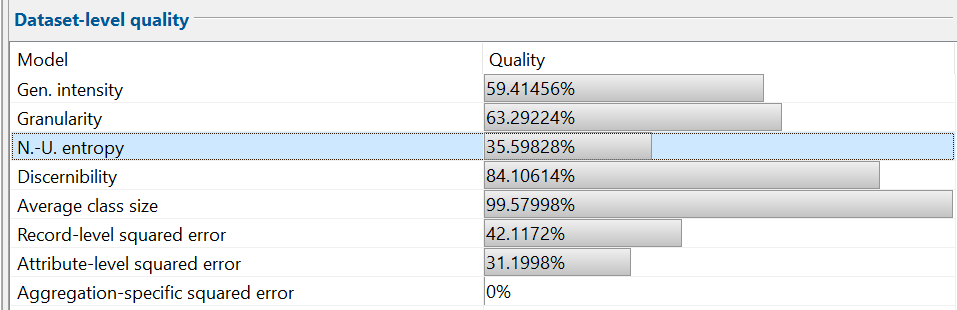 Dataset-level quality
Model Quality
Gen. intensity 59.41456%
Granularity 63.29224%
N.-U. entropy 35.59828%
Discernibility 84.10614%
Average class size 99.57998%
Record-level squared error 42.1172%
Attribute-level squared error 31.1998%
Aggregation-specific squared error 0%